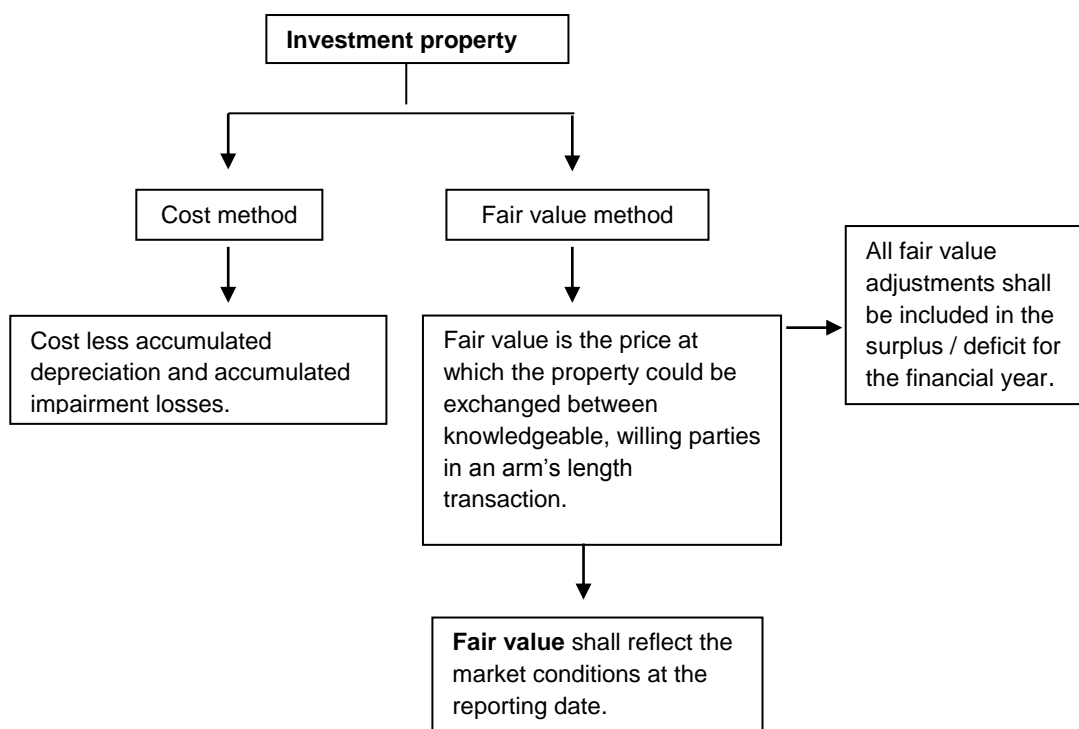 Investment property
Cost method
Fair value method
Cost less accumulated
depreciation and accumulated
impairment losses.
Fair value is the price at
which the property could be
exchanged between
knowledgeable, willing parties
in an arm’s length
transaction.
All fair value
adjustments shall
be included in the
surplus / deficit for
the financial year.
Fair value shall reflect the
market conditions at the
reporting date.